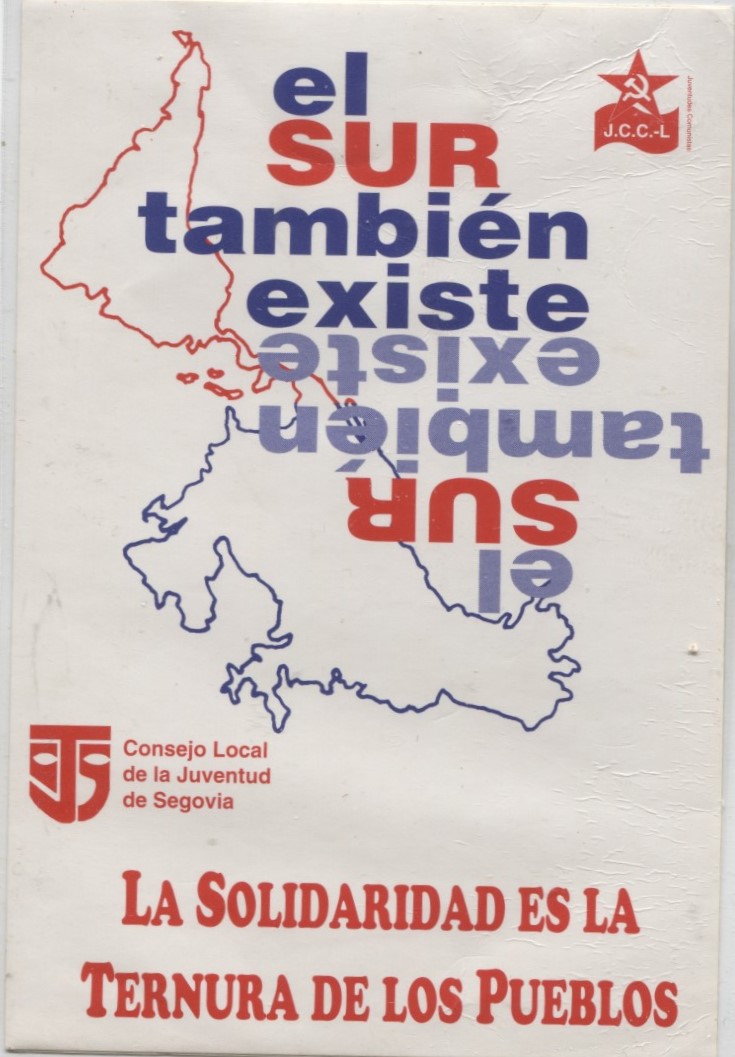 el
SUR
también
existe
existe
también
SUR
el
J.C.C.-L
Juventudes Comunistas
Consejo Local
de la Juventud
de Segovia
LA SOLIDARIDAD ES LA
TERNURA DE LOS PUEBLOS